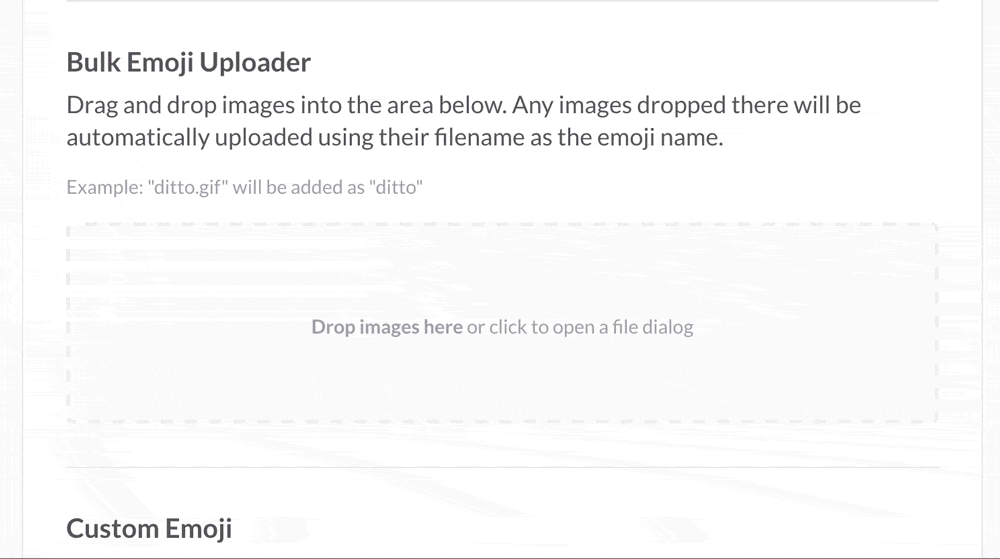 Bulk Emoji Uploader
Drag and drop images into the area below. Any images dropped there will be
automatically uploaded using their filename as the emoji name.
Example: "ditto.gif" will be added as "ditto"
Drop images here or click to open a file dialog
Custom Emoji